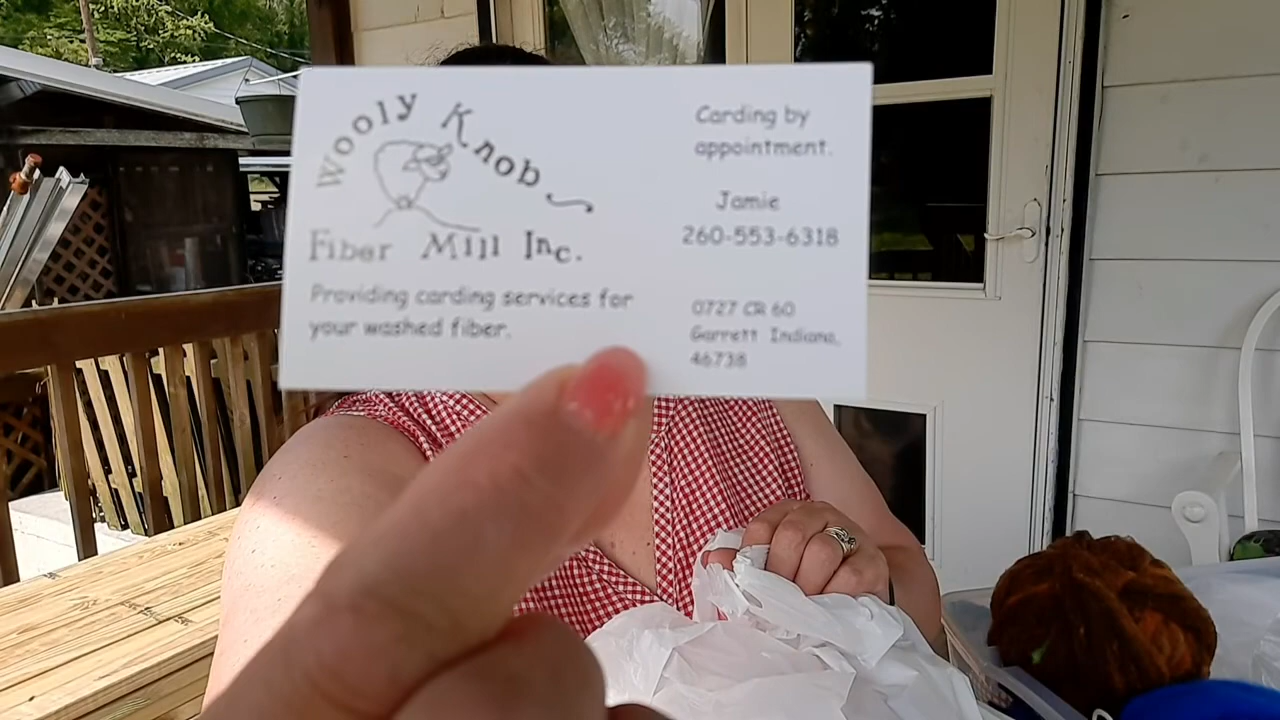 Wooly Knob
Fiber Mill Inc.
Providing carding services for
your washed fiber.
Carding by
appointment.
Jamie
260-553-6318
0727 CR 60
Garrett Indiana,
46738